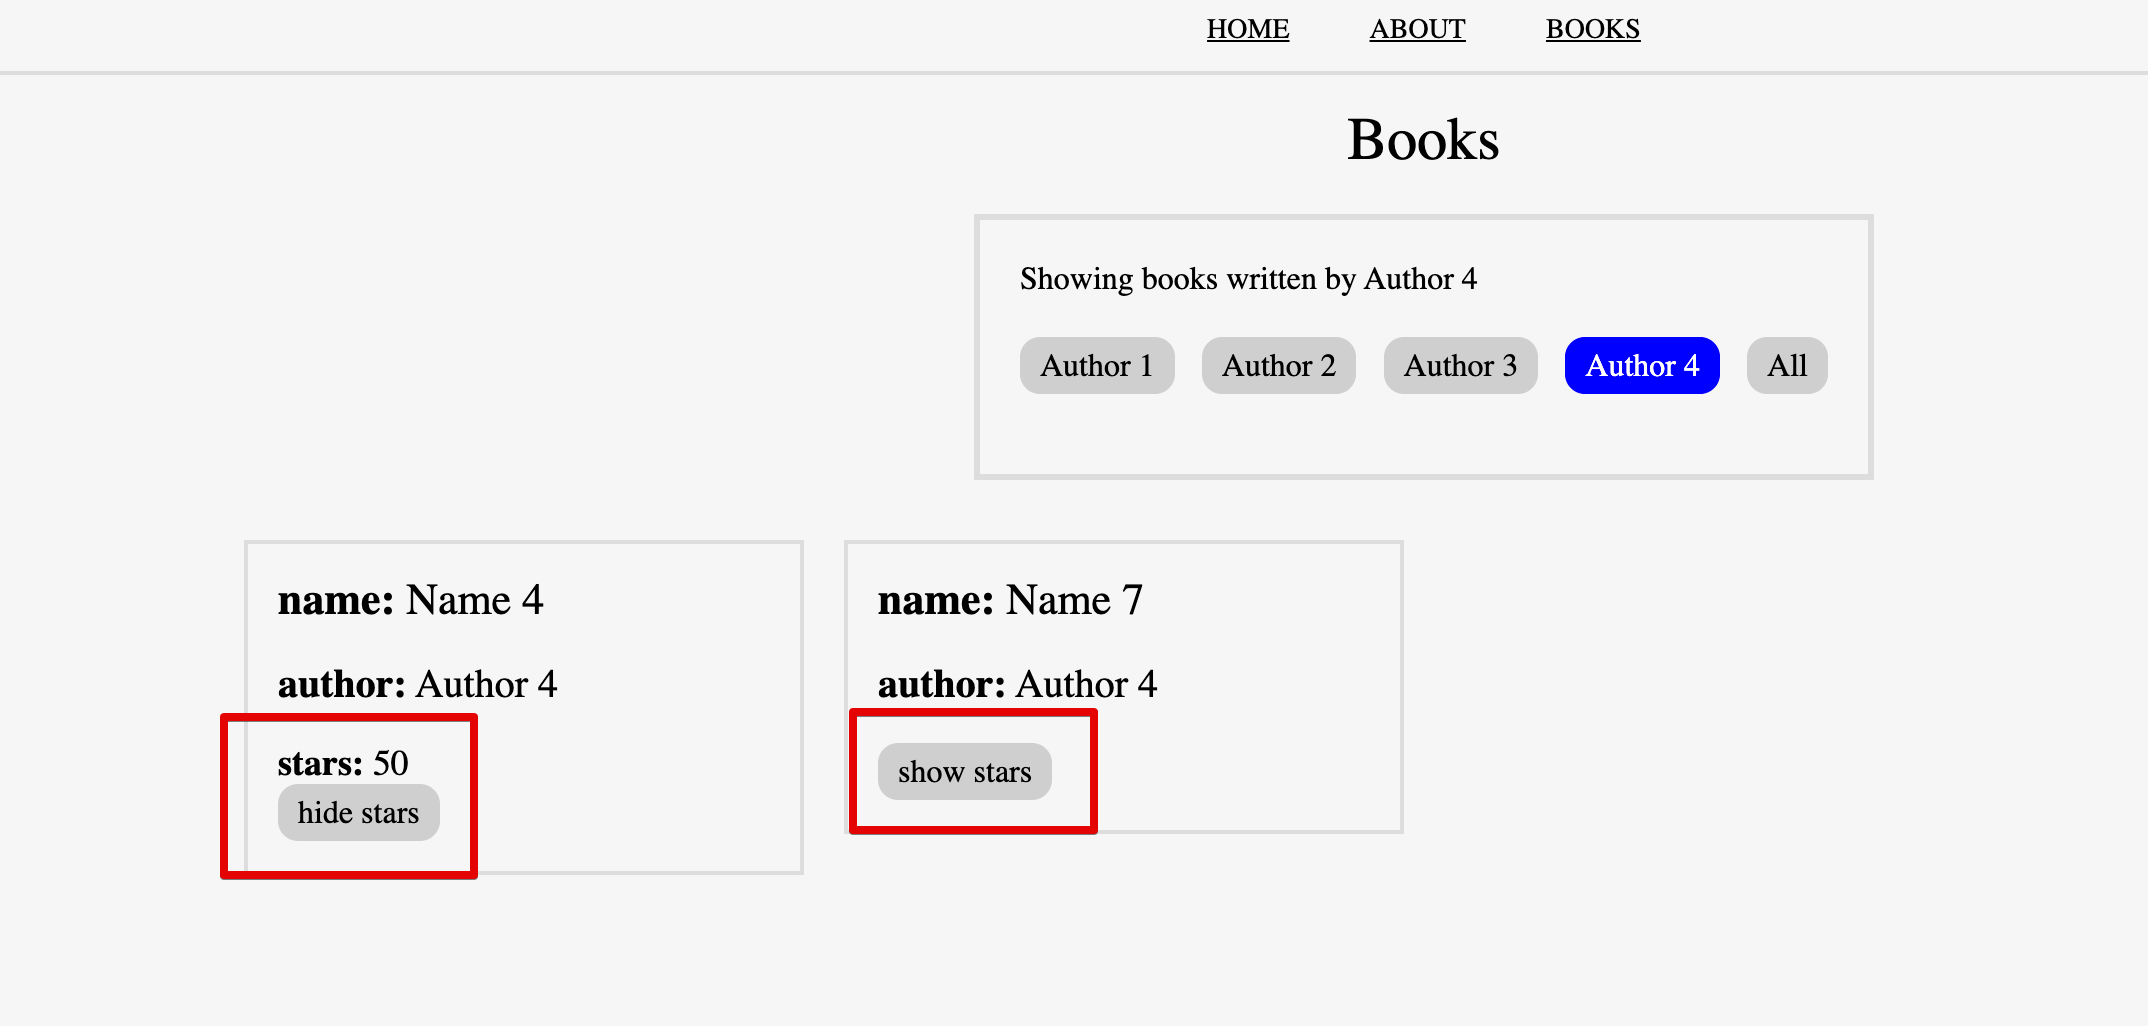 HOME ABOUT BOOKS
Books
Showing books written by Author 4
Author 1 Author 2 Author 3 Author 4 All
name: Name 4
author: Author 4
stars: 50
hide stars
name: Name 7
author: Author 4
show stars